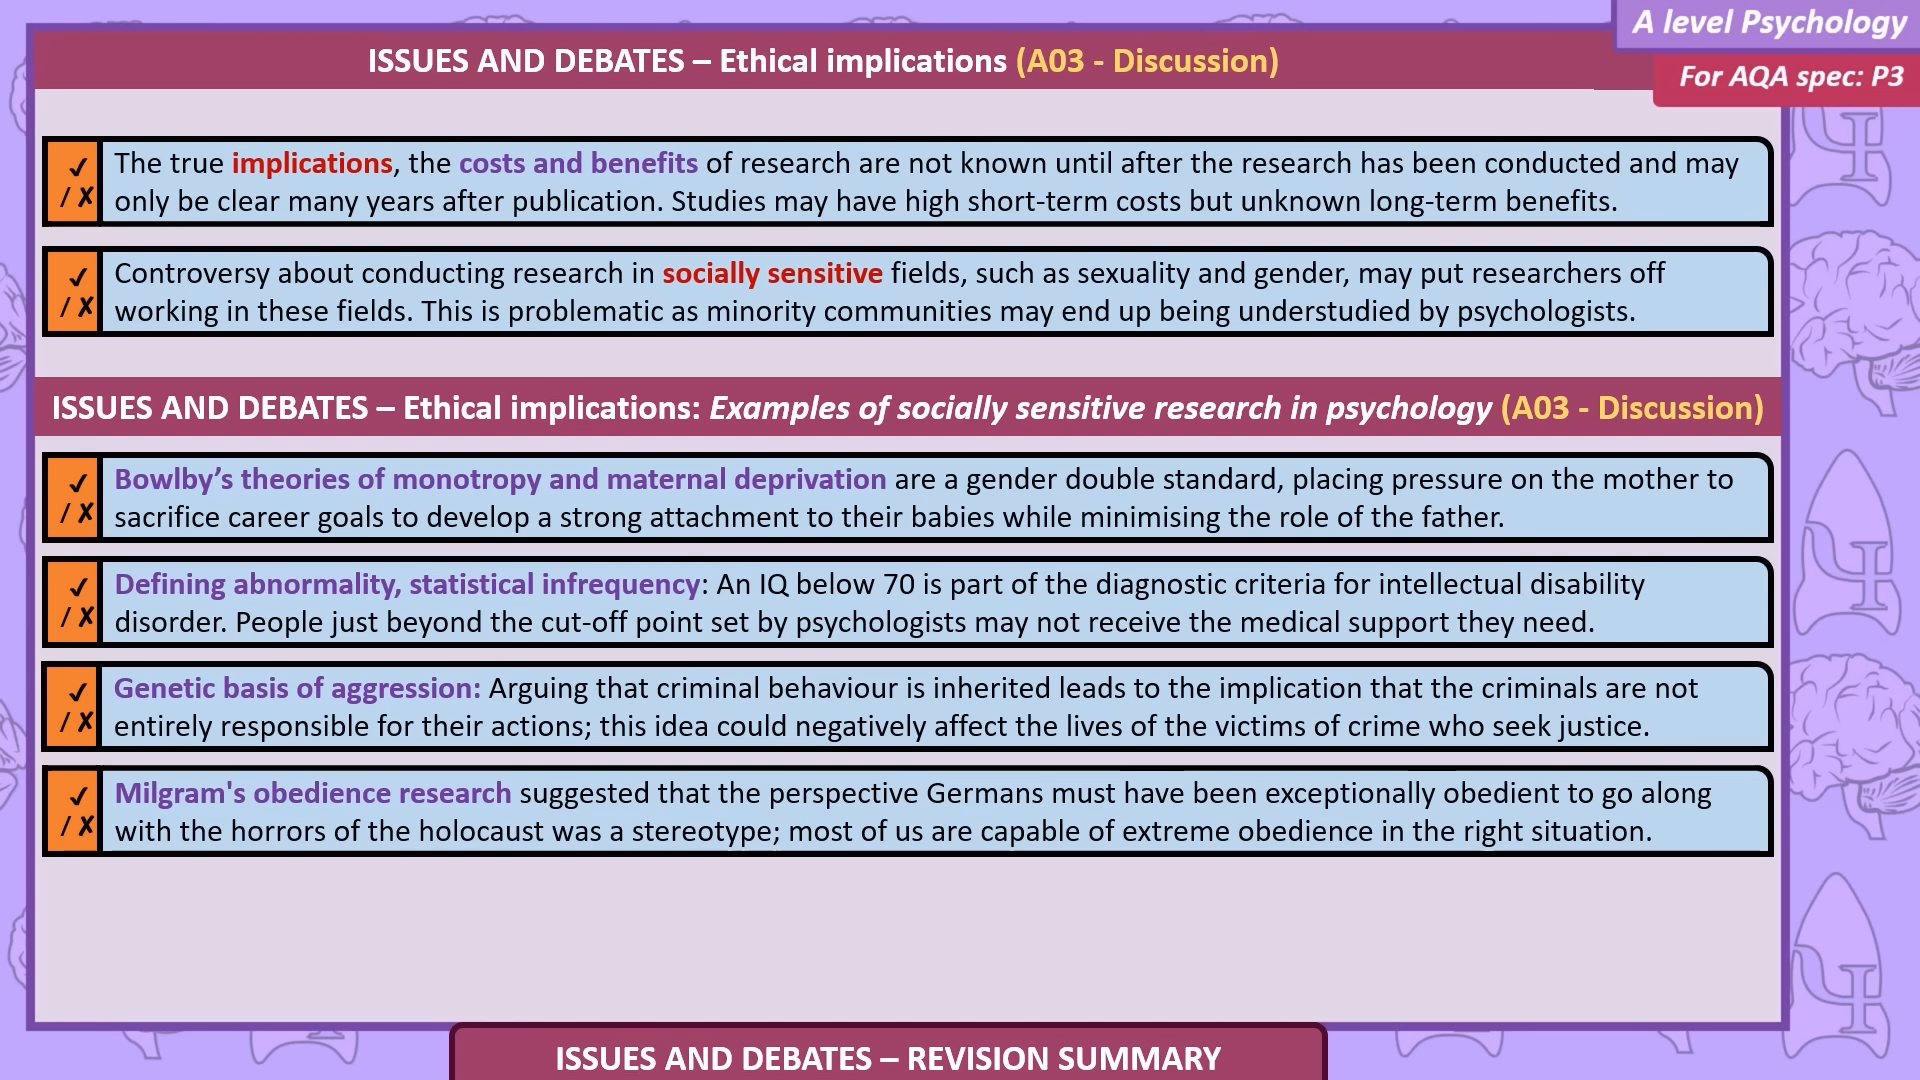 A level Psychology
For AQA spec: P3
ISSUES AND DEBATES – Ethical implications (A03 - Discussion)
✓ / ✗
The true implications, the costs and benefits of research are not known until after the research has been conducted and may
only be clear many years after publication. Studies may have high short-term costs but unknown long-term benefits.
✓ / ✗
Controversy about conducting research in socially sensitive fields, such as sexuality and gender, may put researchers off
working in these fields. This is problematic as minority communities may end up being understudied by psychologists.
ISSUES AND DEBATES – Ethical implications: Examples of socially sensitive research in psychology (A03 - Discussion)
✓ / ✗
Bowlby’s theories of monotropy and maternal deprivation are a gender double standard, placing pressure on the mother to
sacrifice career goals to develop a strong attachment to their babies while minimising the role of the father.
✓ / ✗
Defining abnormality, statistical infrequency: An IQ below 70 is part of the diagnostic criteria for intellectual disability
disorder. People just beyond the cut-off point set by psychologists may not receive the medical support they need.
✓ / ✗
Genetic basis of aggression: Arguing that criminal behaviour is inherited leads to the implication that the criminals are not
entirely responsible for their actions; this idea could negatively affect the lives of the victims of crime who seek justice.
✓ / ✗
Milgram's obedience research suggested that the perspective Germans must have been exceptionally obedient to go along
with the horrors of the holocaust was a stereotype; most of us are capable of extreme obedience in the right situation.
ISSUES AND DEBATES – REVISION SUMMARY